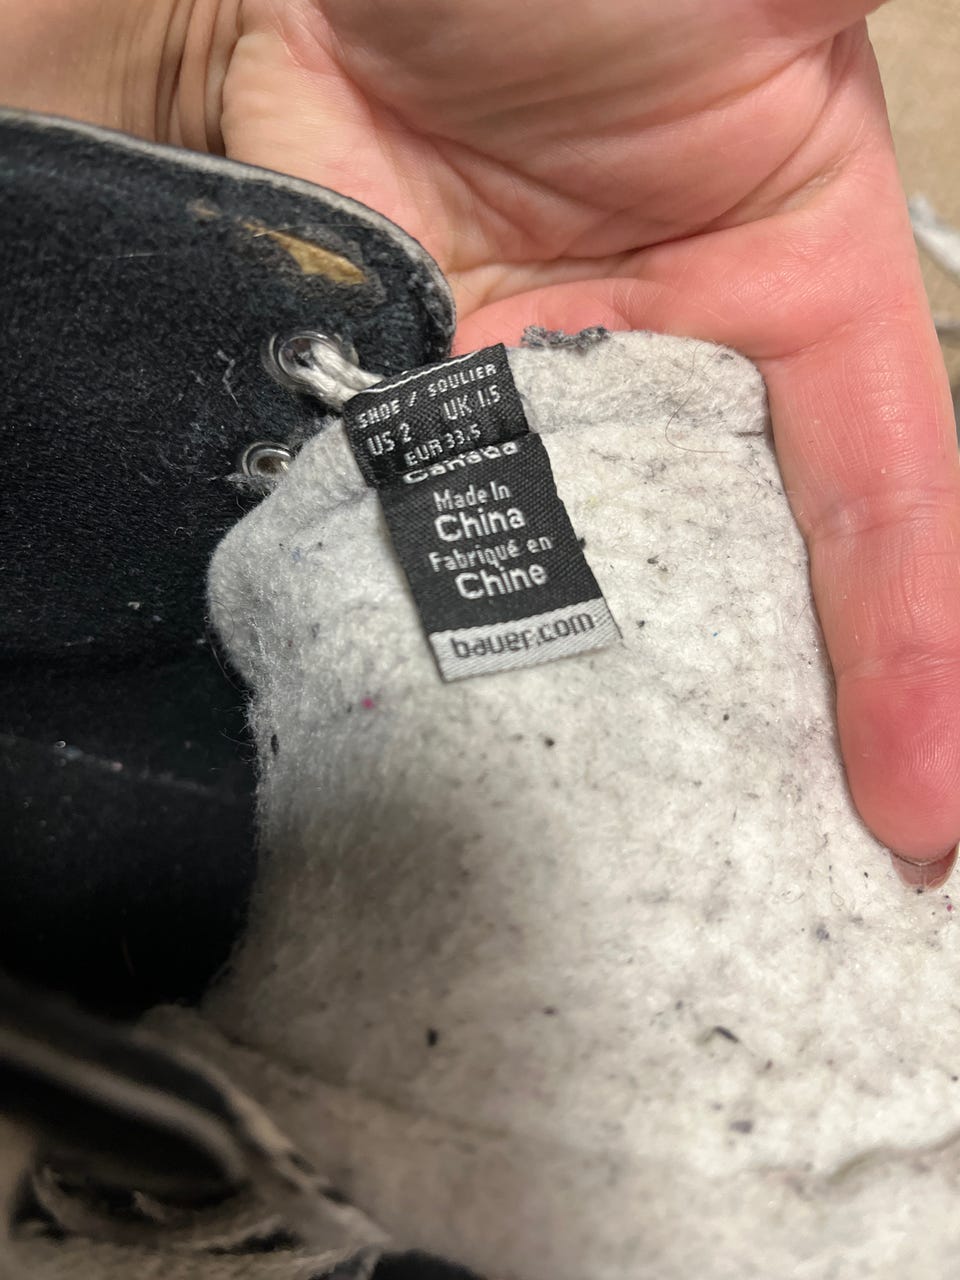 SHOE / SOULIER
US 2 UK 1.5
EUR 33.5
Canada
Made In
China
Fabriqué en
Chine
bauer.com